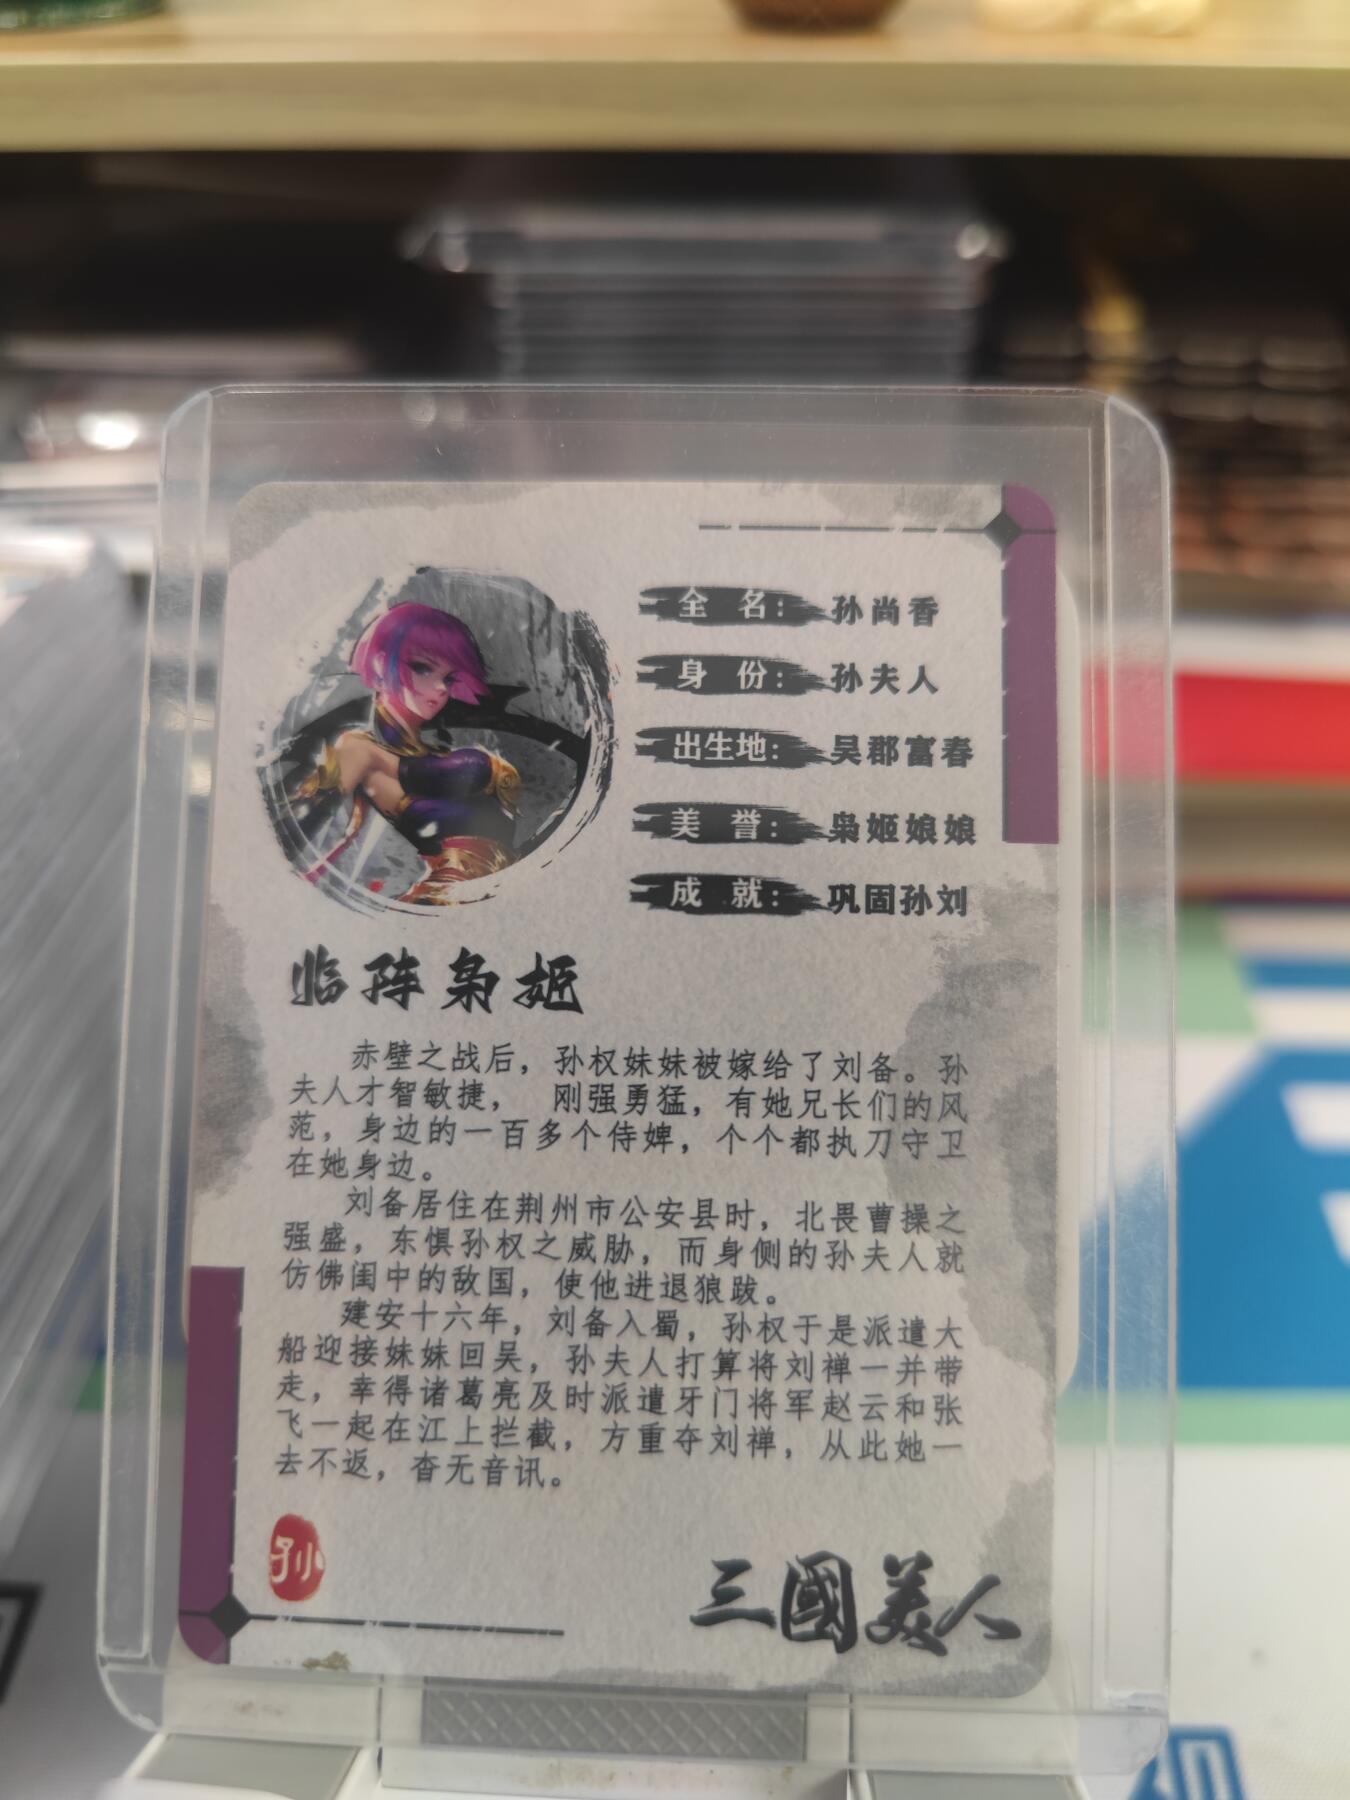 全 名： 孙尚香
身 份： 孙夫人
出生地： 吴郡富春
美 誉： 枭姬娘娘
成 就： 巩固孙刘
临阵枭姬
赤壁之战后，孙权妹妹被嫁给了刘备。孙
夫人才智敏捷， 刚强勇猛，有她兄长们的风
范，身边的一百多个侍婢，个个都执刀守卫
在她身边。
刘备居住在荆州市公安县时，北畏曹操之
强盛，东惧孙权之威胁，而身侧的孙夫人就
仿佛闺中的敌国，使他进退狼跋。
建安十六年，刘备入蜀，孙权于是派遣大
船迎接妹妹回吴，孙夫人打算将刘禅一并带
走，幸得诸葛亮及时派遣牙门将军赵云和张
飞一起在江上拦截，方重夺刘禅，从此她一
去不返，杳无音讯。
孙
三國美人